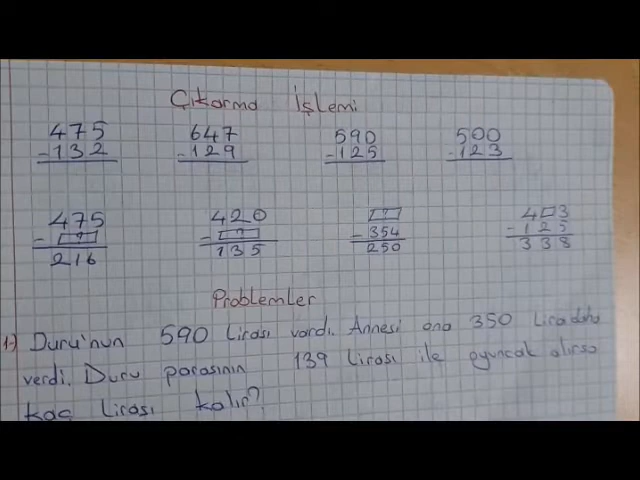 Çıkarma İşlemi
475 647 590 500
-132 -129 -125 -123
475 420 ? 4□3
- ? - ? -354 -125
216 135 250 338
Problemler
1-) Duru'nun 590 Lirası vardı. Annesi ona 350 Lira daha
verdi. Duru parasının 139 lirası ile oyuncak alırsa
kaç lirası kalır?